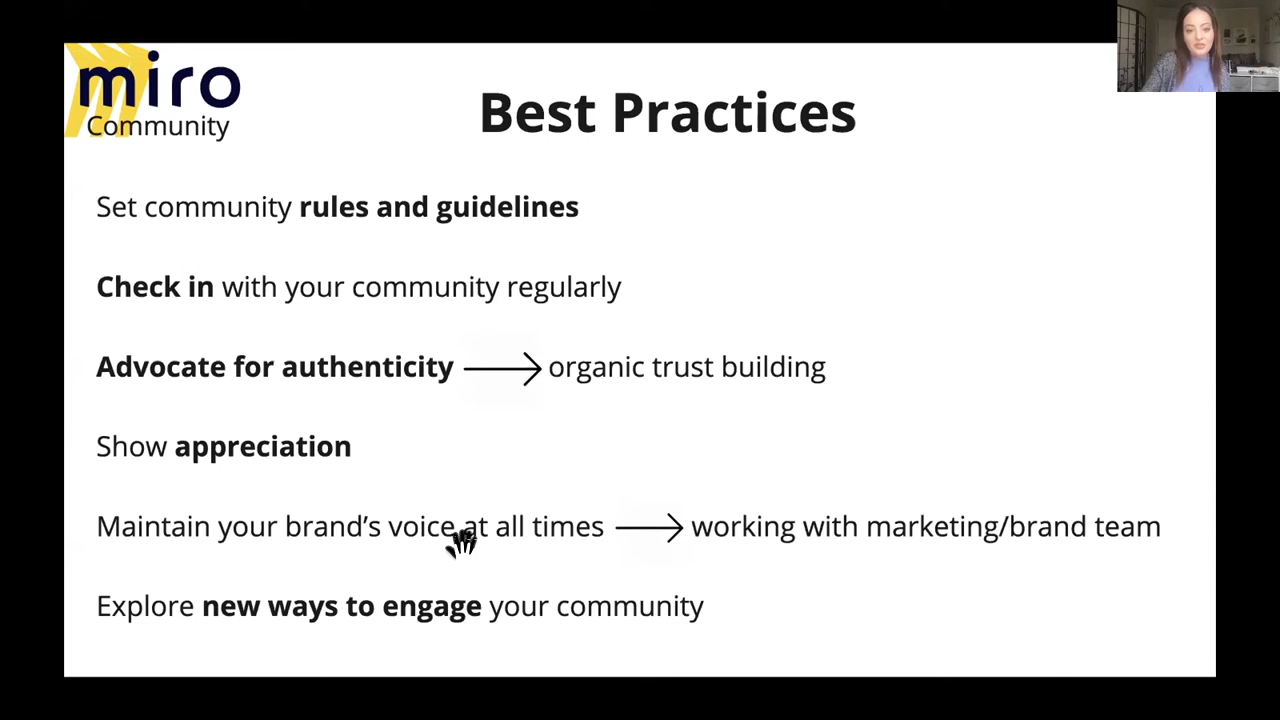 miro
Community
Best Practices
Set community rules and guidelines
Check in with your community regularly
Advocate for authenticity → organic trust building
Show appreciation
Maintain your brand’s voice at all times → working with marketing/brand team
Explore new ways to engage your community